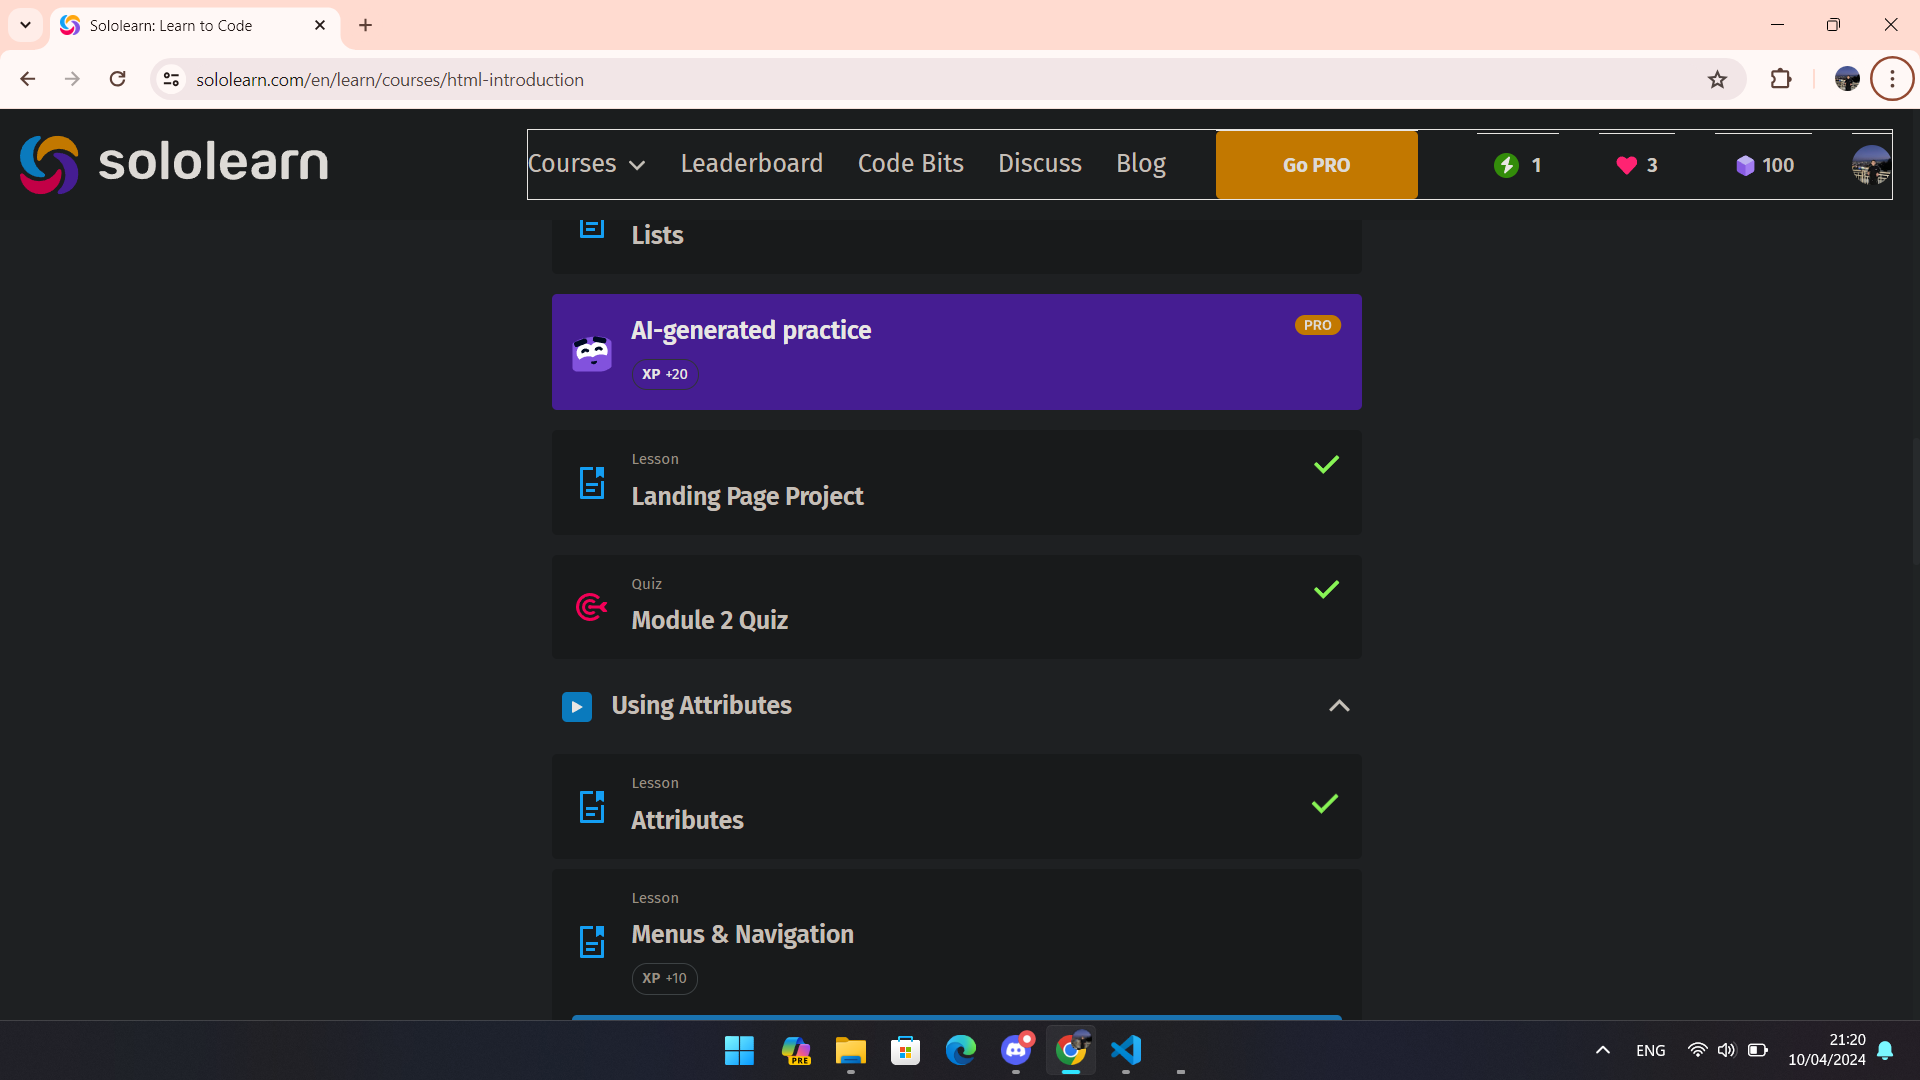 Sololearn: Learn to Code
sololearn.com/en/learn/courses/html-introduction
sololearn
Courses Leaderboard Code Bits Discuss Blog Go PRO 1 3 100
Lists
AI-generated practice PRO
XP +20
Lesson
Landing Page Project
Quiz
Module 2 Quiz
Using Attributes
Lesson
Attributes
Lesson
Menus & Navigation
XP +10
PRE
ENG
21:20
10/04/2024